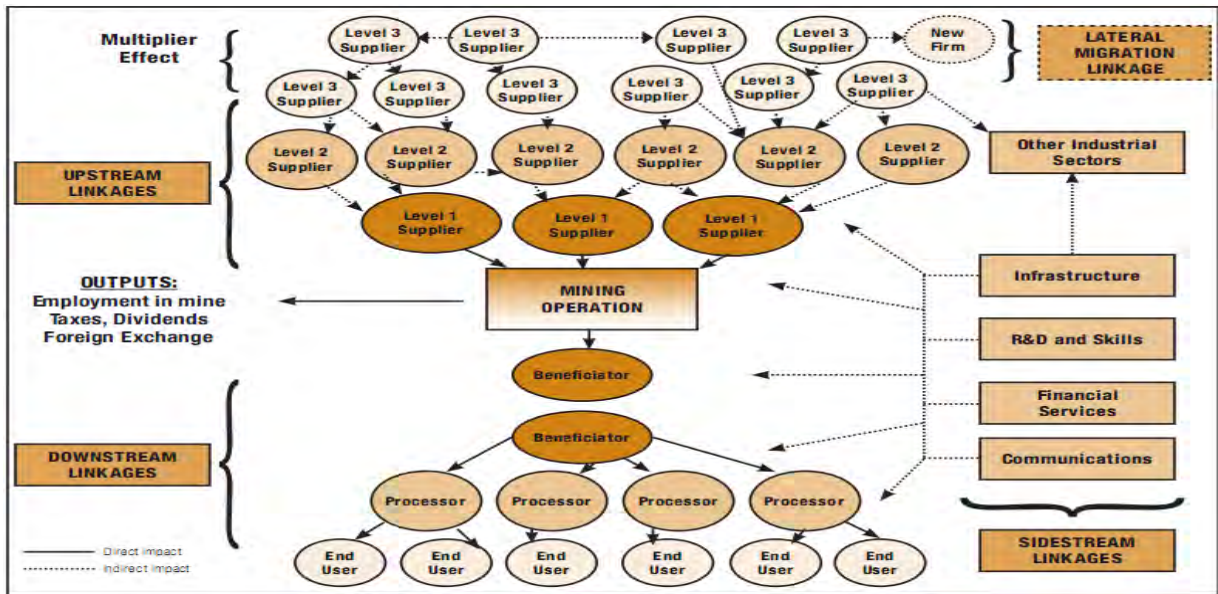 Multiplier
Effect
Level 3
Supplier
Level 3
Supplier
Level 3
Supplier
Level 3
Supplier
New
Firm
LATERAL
MIGRATION
LINKAGE
Level 3
Supplier
Level 3
Supplier
Level 3
Supplier
Level 3
Supplier
Level 3
Supplier
Level 3
Supplier
UPSTREAM
LINKAGES
Level 2
Supplier
Level 2
Supplier
Level 2
Supplier
Level 2
Supplier
Level 2
Supplier
Level 2
Supplier
Other Industrial
Sectors
Level 1
Supplier
Level 1
Supplier
Level 1
Supplier
OUTPUTS:
Employment in mine
Taxes, Dividends
Foreign Exchange
MINING
OPERATION
Infrastructure
R&D and Skills
Financial
Services
Communications
SIDESTREAM
LINKAGES
Beneficiator
DOWNSTREAM
LINKAGES
Beneficiator
Processor
Processor
Processor
Processor
End
User
End
User
End
User
End
User
End
User
End
User
Direct impact
Indirect impact